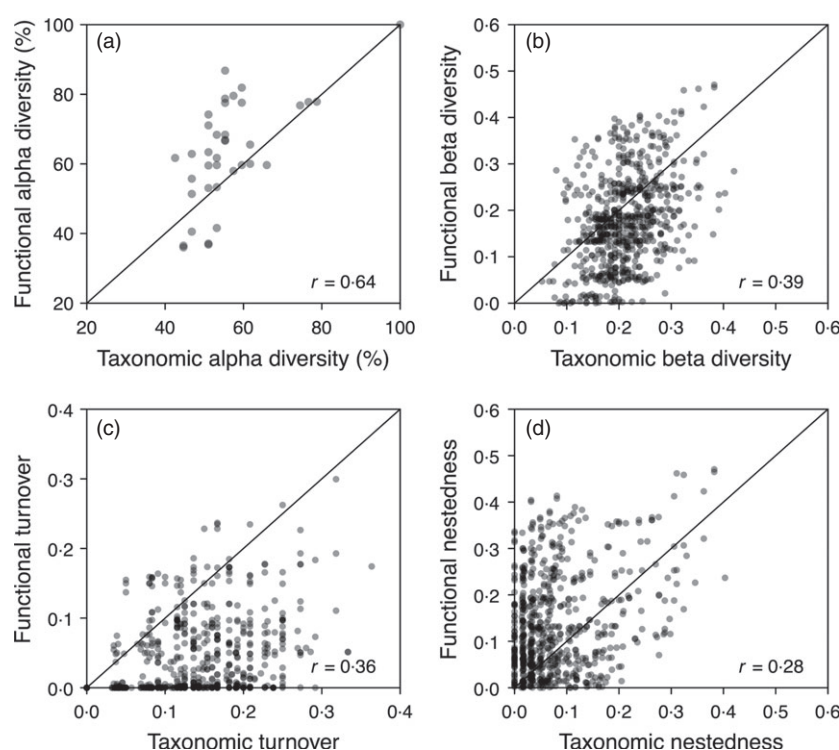 (a)
Functional alpha diversity (%)
100
80
60
40
20
20 40 60 80 100
r = 0·64
Taxonomic alpha diversity (%)
(b)
Functional beta diversity
0·6
0·5
0·4
0·3
0·2
0·1
0·0
0·0 0·1 0·2 0·3 0·4 0·5 0·6
r = 0·39
Taxonomic beta diversity
(c)
Functional turnover
0·4
0·3
0·2
0·1
0·0
0·0 0·1 0·2 0·3 0·4
r = 0·36
Taxonomic turnover
(d)
Functional nestedness
0·6
0·5
0·4
0·3
0·2
0·1
0·0
0·0 0·1 0·2 0·3 0·4 0·5 0·6
r = 0·28
Taxonomic nestedness